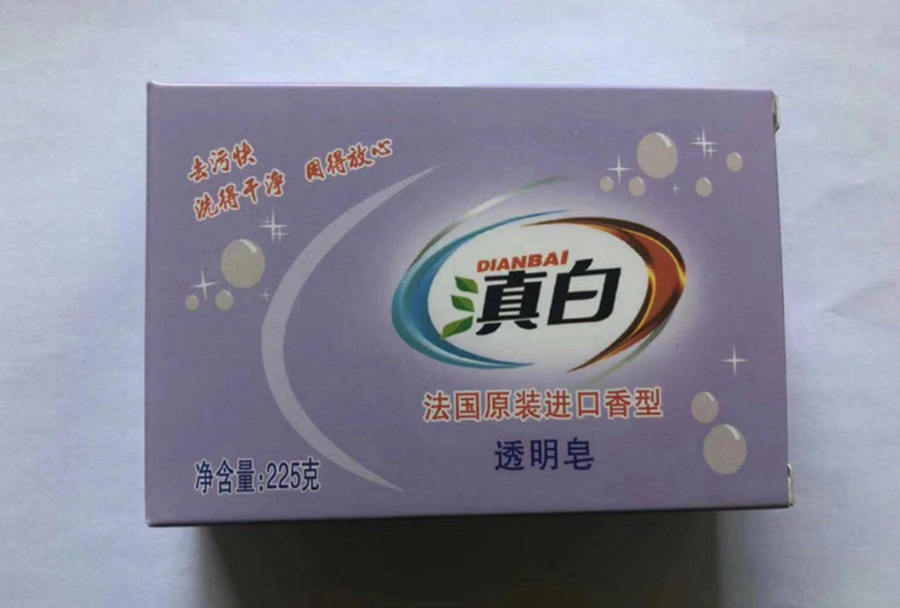 去污快
洗得干净 用得放心
DIANBAI
滇白
法国原装进口香型
透明皂
净含量:225克